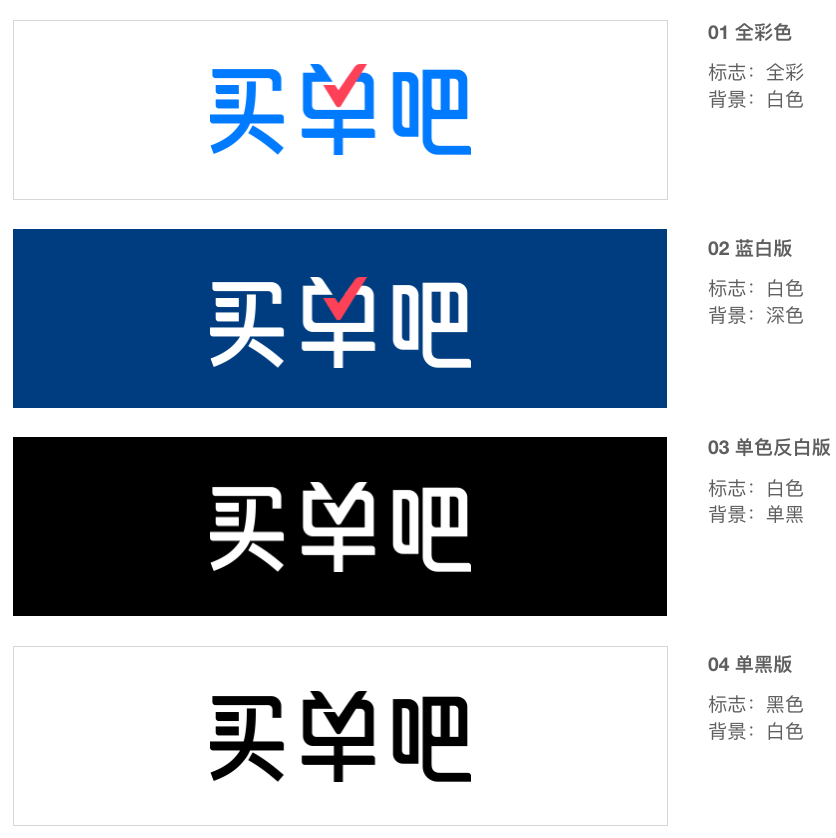 买单吧
01 全彩色
标志：全彩
背景：白色
买单吧
02 蓝白版
标志：白色
背景：深色
买单吧
03 单色反白版
标志：白色
背景：单黑
买单吧
04 单黑版
标志：黑色
背景：白色